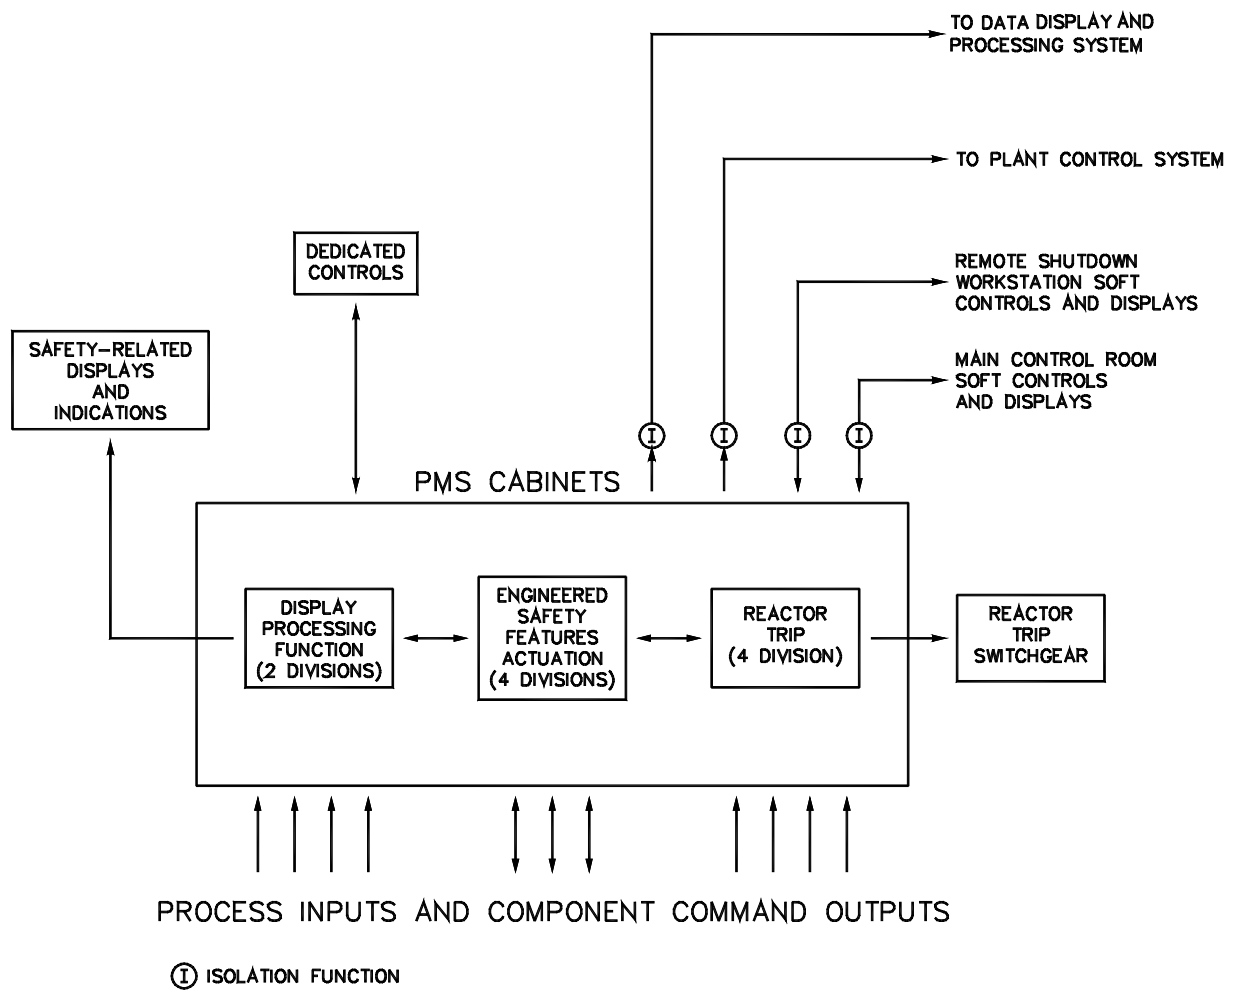 TO DATA DISPLAY AND
PROCESSING SYSTEM
TO PLANT CONTROL SYSTEM
DEDICATED
CONTROLS
REMOTE SHUTDOWN
WORKSTATION SOFT
CONTROLS AND DISPLAYS
SAFETY-RELATED
DISPLAYS
AND
INDICATIONS
MAIN CONTROL ROOM
SOFT CONTROLS
AND DISPLAYS
I
I
I
I
PMS CABINETS
DISPLAY
PROCESSING
FUNCTION
(2 DIVISIONS)
ENGINEERED
SAFETY
FEATURES
ACTUATION
(4 DIVISIONS)
REACTOR
TRIP
(4 DIVISION)
REACTOR
TRIP
SWITCHGEAR
PROCESS INPUTS AND COMPONENT COMMAND OUTPUTS
I ISOLATION FUNCTION